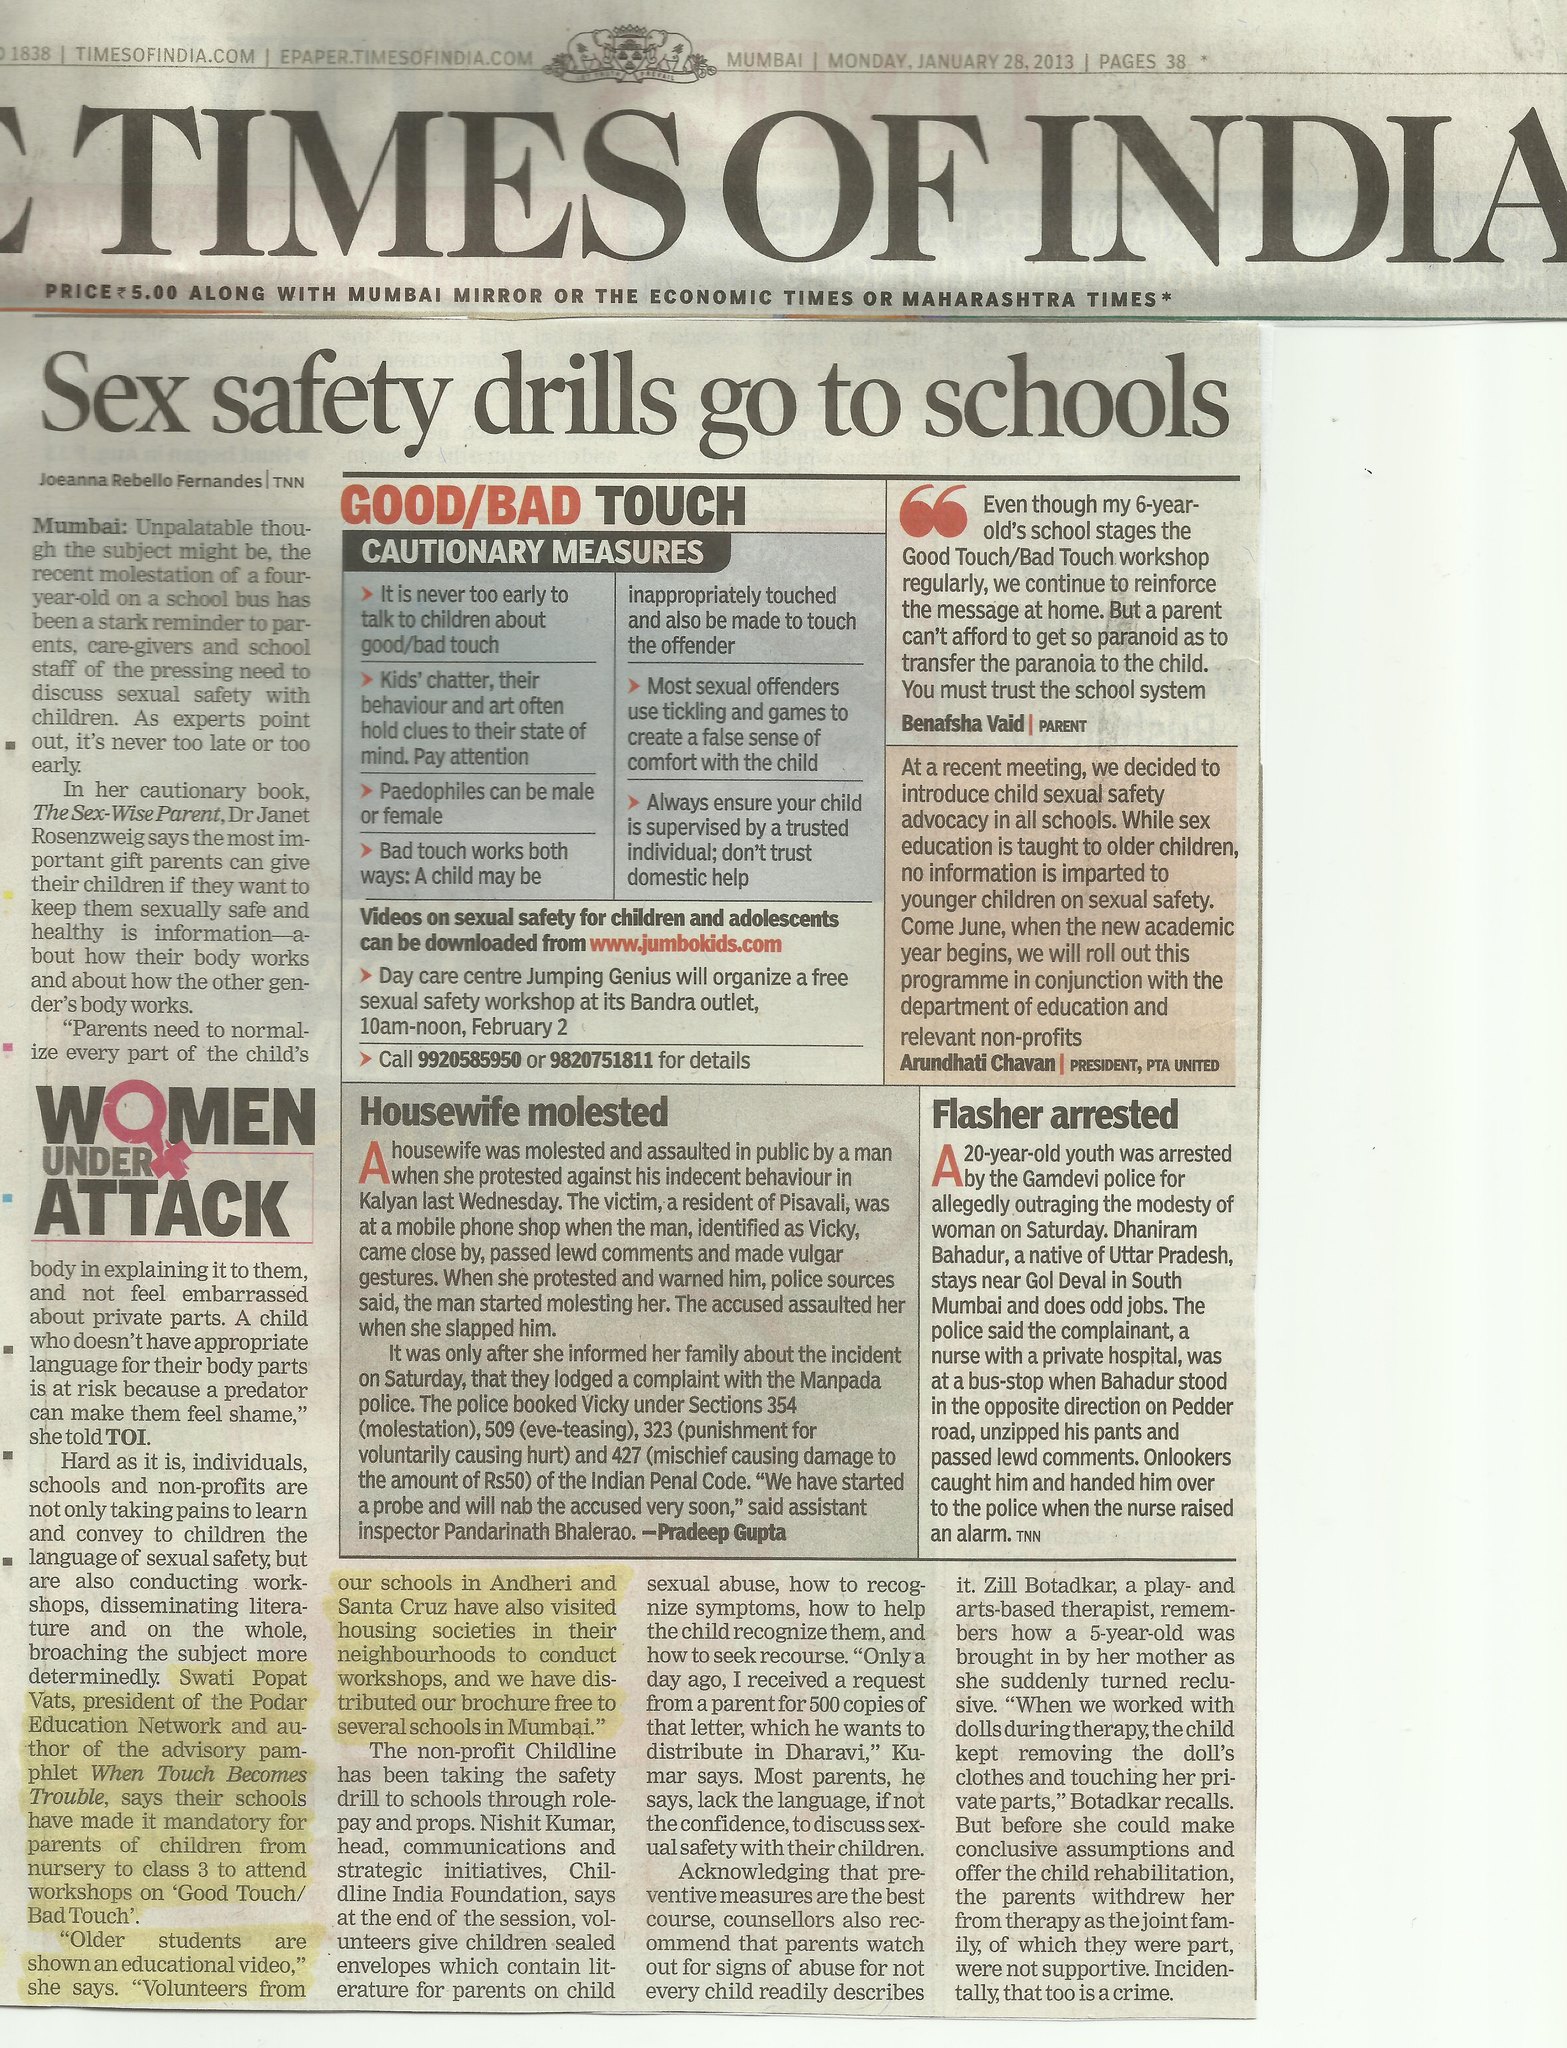 D 1838 | TIMESOFINDIA.COM | EPAPER.TIMESOFINDIA.COM
MUMBAI | MONDAY, JANUARY 28, 2013 | PAGES 38 *
E TIMES OF INDIA
PRICE ₹ 5.00 ALONG WITH MUMBAI MIRROR OR THE ECONOMIC TIMES OR MAHARASHTRA TIMES*
Sex safety drills go to schools
Joeanna Rebello Fernandes | TNN
Mumbai: Unpalatable thou-
gh the subject might be, the
recent molestation of a four-
year-old on a school bus has
been a stark reminder to par-
ents, care-givers and school
staff of the pressing need to
discuss sexual safety with
children. As experts point
out, it's never too late or too
early.
In her cautionary book,
The Sex-Wise Parent, Dr Janet
Rosenzweig says the most im-
portant gift parents can give
their children if they want to
keep them sexually safe and
healthy is information—a-
bout how their body works
and about how the other gen-
der's body works.
"Parents need to normal-
ize every part of the child's
WOMEN
UNDER
ATTACK
body in explaining it to them,
and not feel embarrassed
about private parts. A child
who doesn't have appropriate
language for their body parts
is at risk because a predator
can make them feel shame,"
she told TOI.
Hard as it is, individuals,
schools and non-profits are
not only taking pains to learn
and convey to children the
language of sexual safety, but
are also conducting work-
shops, disseminating litera-
ture and on the whole,
broaching the subject more
determinedly. Swati Popat
Vats, president of the Podar
Education Network and au-
thor of the advisory pam-
phlet When Touch Becomes
Trouble, says their schools
have made it mandatory for
parents of children from
nursery to class 3 to attend
workshops on 'Good Touch/
Bad Touch'.
"Older students are
shown an educational video,"
she says. "Volunteers from
GOOD/BAD TOUCH
CAUTIONARY MEASURES
➤ It is never too early to
talk to children about
good/bad touch
➤ Kids' chatter, their
behaviour and art often
hold clues to their state of
mind. Pay attention
➤ Paedophiles can be male
or female
➤ Bad touch works both
ways: A child may be
inappropriately touched
and also be made to touch
the offender
➤ Most sexual offenders
use tickling and games to
create a false sense of
comfort with the child
➤ Always ensure your child
is supervised by a trusted
individual; don't trust
domestic help
Videos on sexual safety for children and adolescents
can be downloaded from www.jumbokids.com
➤ Day care centre Jumping Genius will organize a free
sexual safety workshop at its Bandra outlet,
10am-noon, February 2
➤ Call 9920585950 or 9820751811 for details
“ Even though my 6-year-
old's school stages the
Good Touch/Bad Touch workshop
regularly, we continue to reinforce
the message at home. But a parent
can't afford to get so paranoid as to
transfer the paranoia to the child.
You must trust the school system
Benafsha Vaid | PARENT
At a recent meeting, we decided to
introduce child sexual safety
advocacy in all schools. While sex
education is taught to older children,
no information is imparted to
younger children on sexual safety.
Come June, when the new academic
year begins, we will roll out this
programme in conjunction with the
department of education and
relevant non-profits
Arundhati Chavan | PRESIDENT, PTA UNITED
Housewife molested
A housewife was molested and assaulted in public by a man
when she protested against his indecent behaviour in
Kalyan last Wednesday. The victim, a resident of Pisavali, was
at a mobile phone shop when the man, identified as Vicky,
came close by, passed lewd comments and made vulgar
gestures. When she protested and warned him, police sources
said, the man started molesting her. The accused assaulted her
when she slapped him.
It was only after she informed her family about the incident
on Saturday, that they lodged a complaint with the Manpada
police. The police booked Vicky under Sections 354
(molestation), 509 (eve-teasing), 323 (punishment for
voluntarily causing hurt) and 427 (mischief causing damage to
the amount of Rs50) of the Indian Penal Code. "We have started
a probe and will nab the accused very soon," said assistant
inspector Pandarinath Bhalerao. —Pradeep Gupta
Flasher arrested
A 20-year-old youth was arrested
by the Gamdevi police for
allegedly outraging the modesty of
woman on Saturday. Dhaniram
Bahadur, a native of Uttar Pradesh,
stays near Gol Deval in South
Mumbai and does odd jobs. The
police said the complainant, a
nurse with a private hospital, was
at a bus-stop when Bahadur stood
in the opposite direction on Pedder
road, unzipped his pants and
passed lewd comments. Onlookers
caught him and handed him over
to the police when the nurse raised
an alarm. TNN
our schools in Andheri and
Santa Cruz have also visited
housing societies in their
neighbourhoods to conduct
workshops, and we have dis-
tributed our brochure free to
several schools in Mumbai."
The non-profit Childline
has been taking the safety
drill to schools through role-
pay and props. Nishit Kumar,
head, communications and
strategic initiatives, Chil-
dline India Foundation, says
at the end of the session, vol-
unteers give children sealed
envelopes which contain lit-
erature for parents on child
sexual abuse, how to recog-
nize symptoms, how to help
the child recognize them, and
how to seek recourse. "Only a
day ago, I received a request
from a parent for 500 copies of
that letter, which he wants to
distribute in Dharavi," Ku-
mar says. Most parents, he
says, lack the language, if not
the confidence, to discuss sex-
ual safety with their children.
Acknowledging that pre-
ventive measures are the best
course, counsellors also rec-
ommend that parents watch
out for signs of abuse for not
every child readily describes
it. Zill Botadkar, a play- and
arts-based therapist, remem-
bers how a 5-year-old was
brought in by her mother as
she suddenly turned reclu-
sive. "When we worked with
dolls during therapy, the child
kept removing the doll's
clothes and touching her pri-
vate parts," Botadkar recalls.
But before she could make
conclusive assumptions and
offer the child rehabilitation,
the parents withdrew her
from therapy as the joint fam-
ily, of which they were part,
were not supportive. Inciden-
tally, that too is a crime.